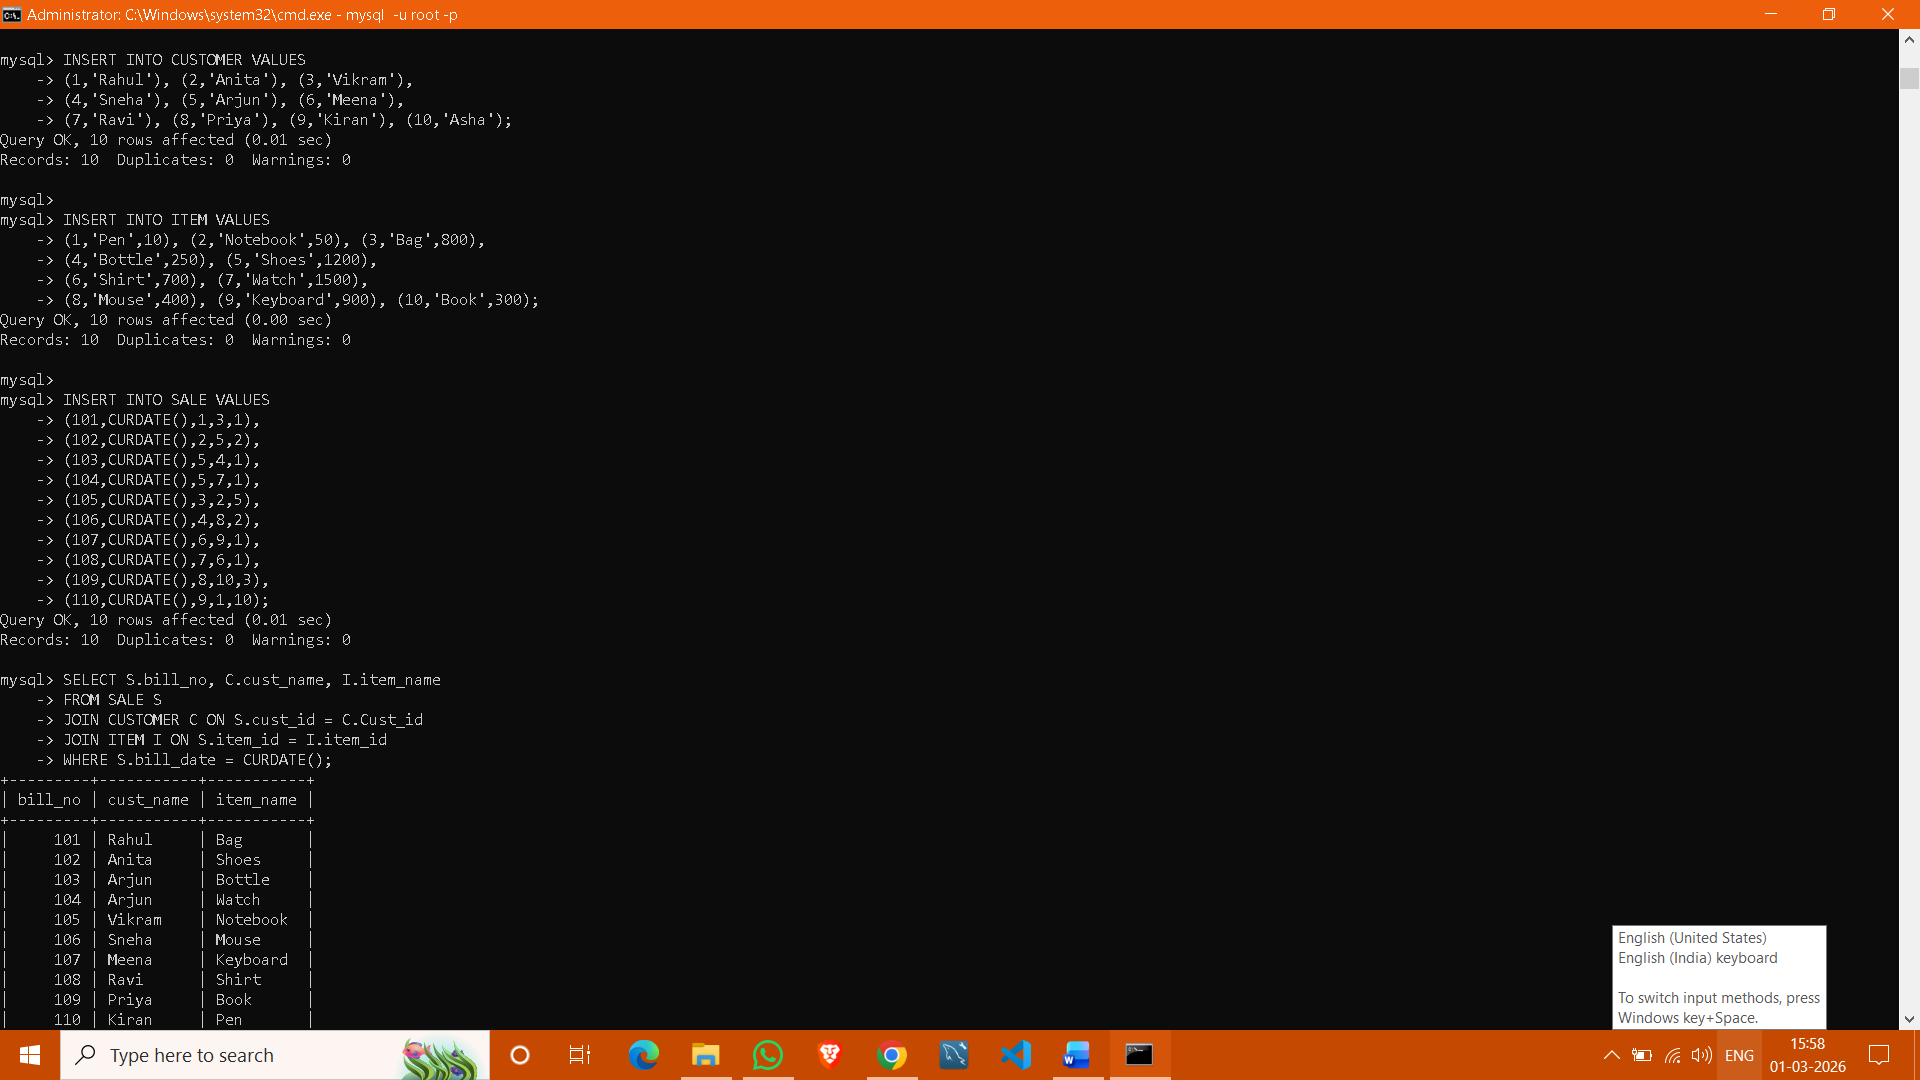 Administrator: C:\Windows\system32\cmd.exe - mysql  -u root -p
mysql> INSERT INTO CUSTOMER VALUES
    -> (1,'Rahul'), (2,'Anita'), (3,'Vikram'),
    -> (4,'Sneha'), (5,'Arjun'), (6,'Meena'),
    -> (7,'Ravi'), (8,'Priya'), (9,'Kiran'), (10,'Asha');
Query OK, 10 rows affected (0.01 sec)
Records: 10  Duplicates: 0  Warnings: 0
mysql>
mysql> INSERT INTO ITEM VALUES
    -> (1,'Pen',10), (2,'Notebook',50), (3,'Bag',800),
    -> (4,'Bottle',250), (5,'Shoes',1200),
    -> (6,'Shirt',700), (7,'Watch',1500),
    -> (8,'Mouse',400), (9,'Keyboard',900), (10,'Book',300);
Query OK, 10 rows affected (0.00 sec)
Records: 10  Duplicates: 0  Warnings: 0
mysql>
mysql> INSERT INTO SALE VALUES
    -> (101,CURDATE(),1,3,1),
    -> (102,CURDATE(),2,5,2),
    -> (103,CURDATE(),5,4,1),
    -> (104,CURDATE(),5,7,1),
    -> (105,CURDATE(),3,2,5),
    -> (106,CURDATE(),4,8,2),
    -> (107,CURDATE(),6,9,1),
    -> (108,CURDATE(),7,6,1),
    -> (109,CURDATE(),8,10,3),
    -> (110,CURDATE(),9,1,10);
Query OK, 10 rows affected (0.01 sec)
Records: 10  Duplicates: 0  Warnings: 0
mysql> SELECT S.bill_no, C.cust_name, I.item_name
    -> FROM SALE S
    -> JOIN CUSTOMER C ON S.cust_id = C.Cust_id
    -> JOIN ITEM I ON S.item_id = I.item_id
    -> WHERE S.bill_date = CURDATE();
+---------+-----------+-----------+
| bill_no | cust_name | item_name |
+---------+-----------+-----------+
|     101 | Rahul     | Bag       |
|     102 | Anita     | Shoes     |
|     103 | Arjun     | Bottle    |
|     104 | Arjun     | Watch     |
|     105 | Vikram    | Notebook  |
|     106 | Sneha     | Mouse     |
|     107 | Meena     | Keyboard  |
|     108 | Ravi      | Shirt     |
|     109 | Priya     | Book      |
|     110 | Kiran     | Pen       |
English (United States)
English (India) keyboard
To switch input methods, press
Windows key+Space.
Type here to search
ENG
15:58
01-03-2026